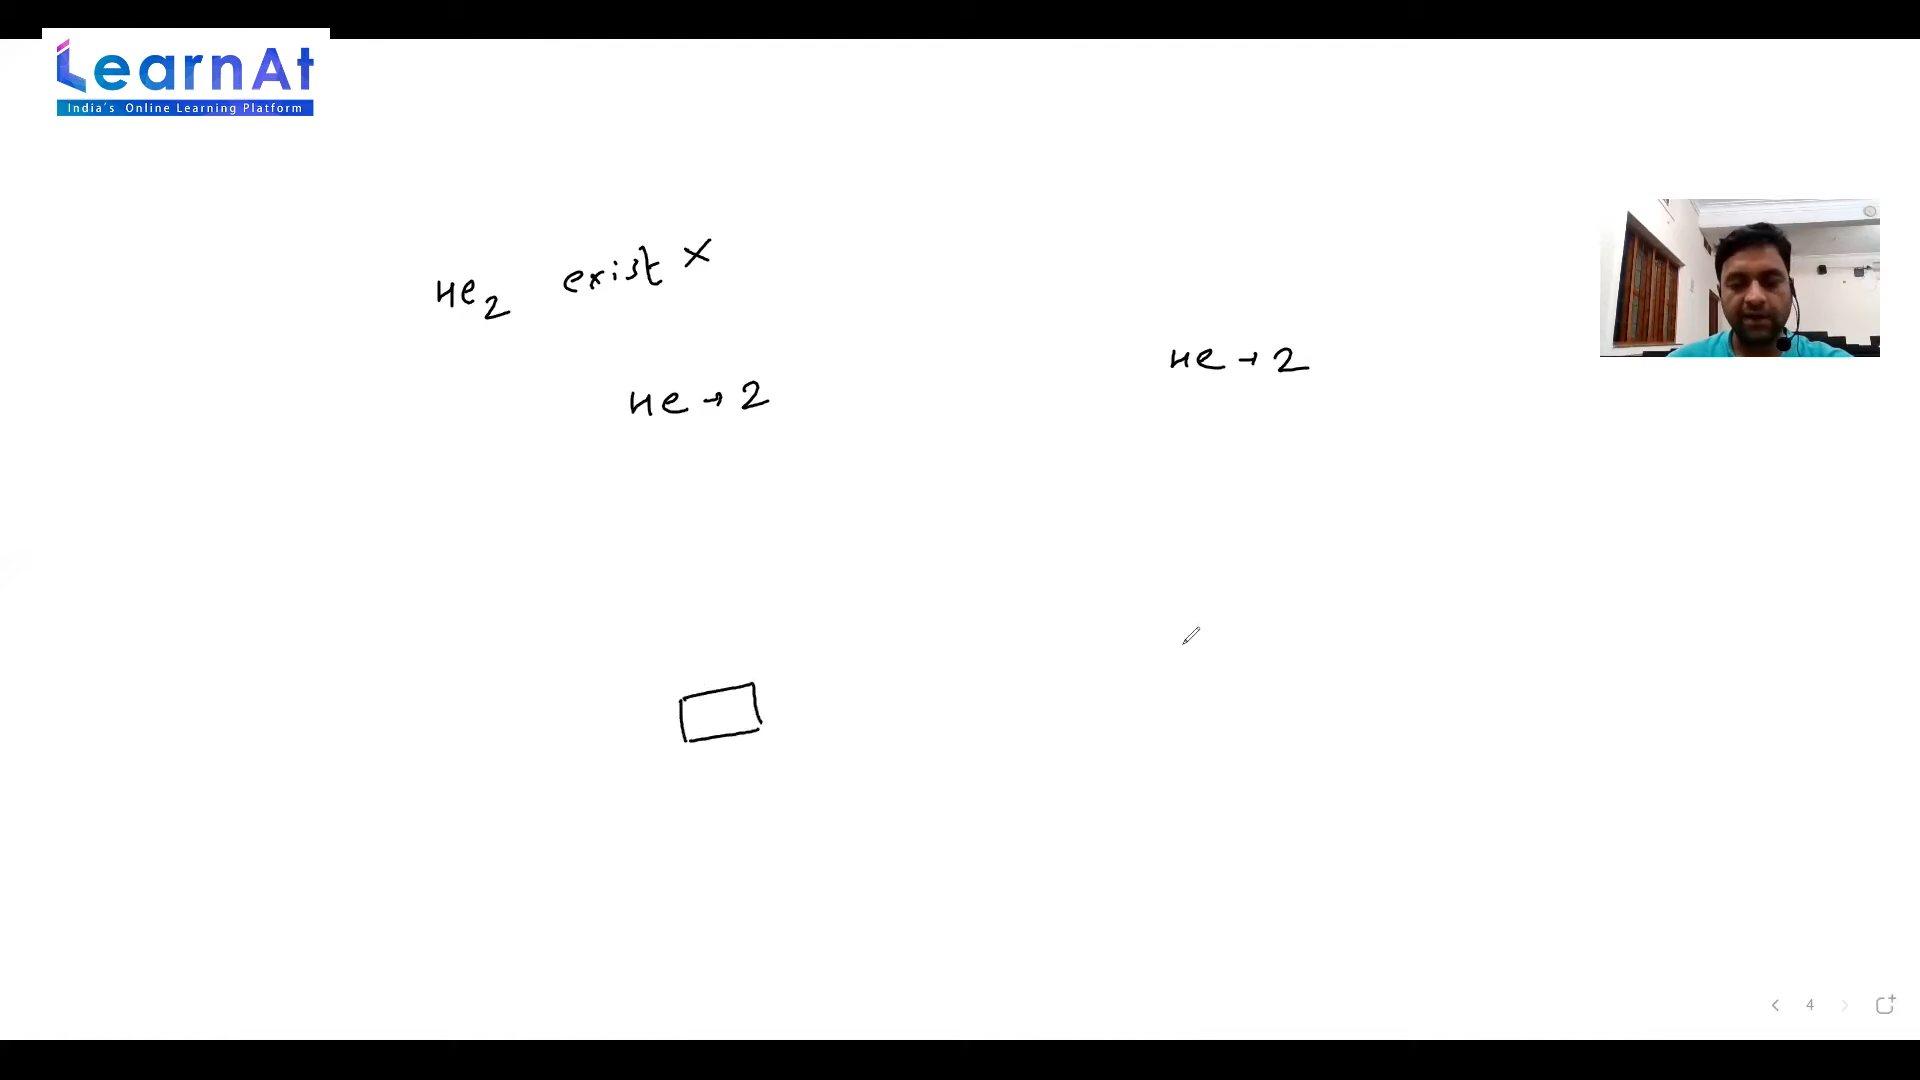 LearnAt
India's Online Learning Platform
He2 exist X
He → 2
He → 2
4